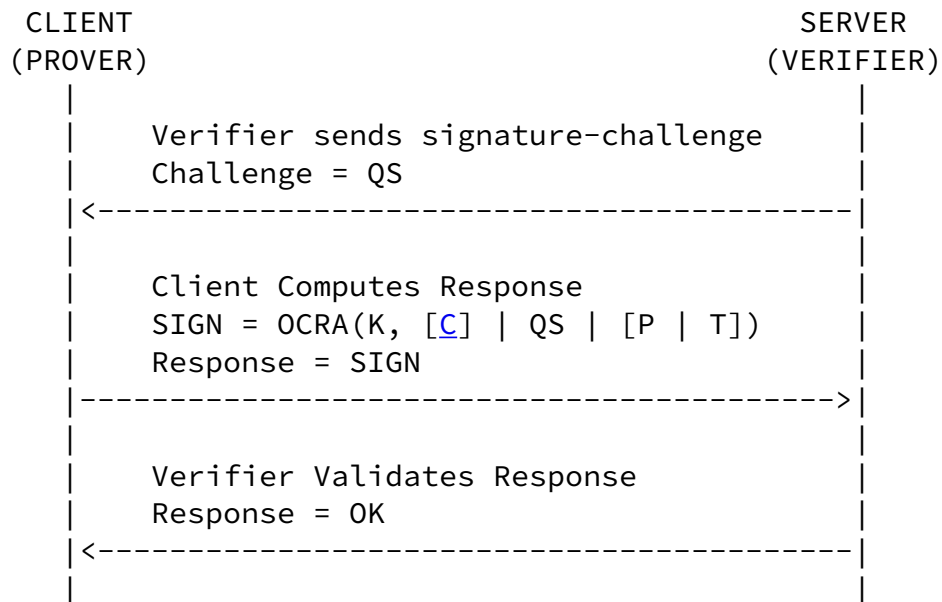 CLIENT SERVER
(PROVER) (VERIFIER)
| |
| Verifier sends signature-challenge |
| Challenge = QS |
|<------------------------------------------|
| |
| Client Computes Response |
| SIGN = OCRA(K, [C] | QS | [P | T]) |
| Response = SIGN |
|------------------------------------------>|
| |
| Verifier Validates Response |
| Response = OK |
|<------------------------------------------|
| |